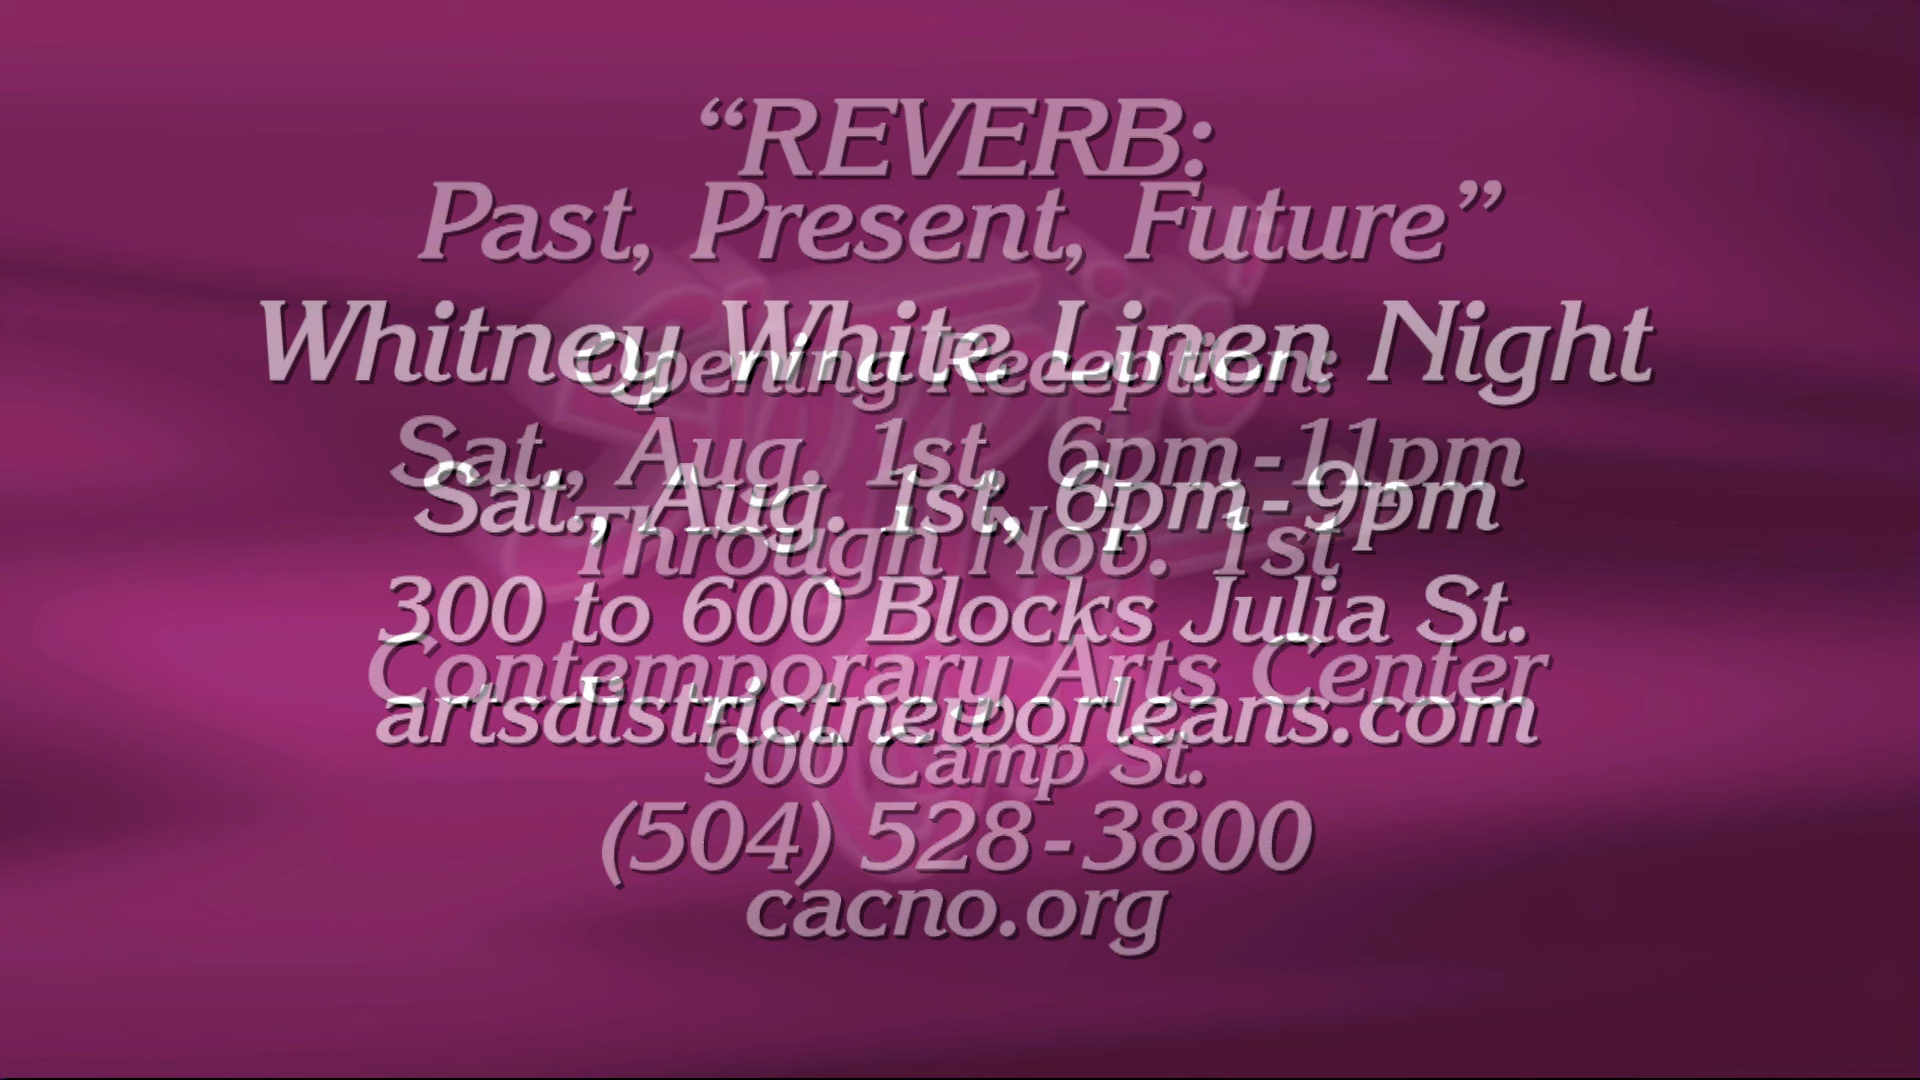 “REVERB:
Past, Present, Future”
Whitney White Linen Night
Opening Reception:
Sat., Aug. 1st, 6pm-11pm
Sat., Aug. 1st, 6pm-9pm
Through Nov. 1st
300 to 600 Blocks Julia St.
Contemporary Arts Center
artsdistrictneworleans.com
900 Camp St.
(504) 528-3800
cacno.org